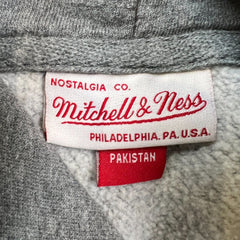 NOSTALGIA CO.
Mitchell & Ness
PHILADELPHIA. PA. U.S.A.
PAKISTAN